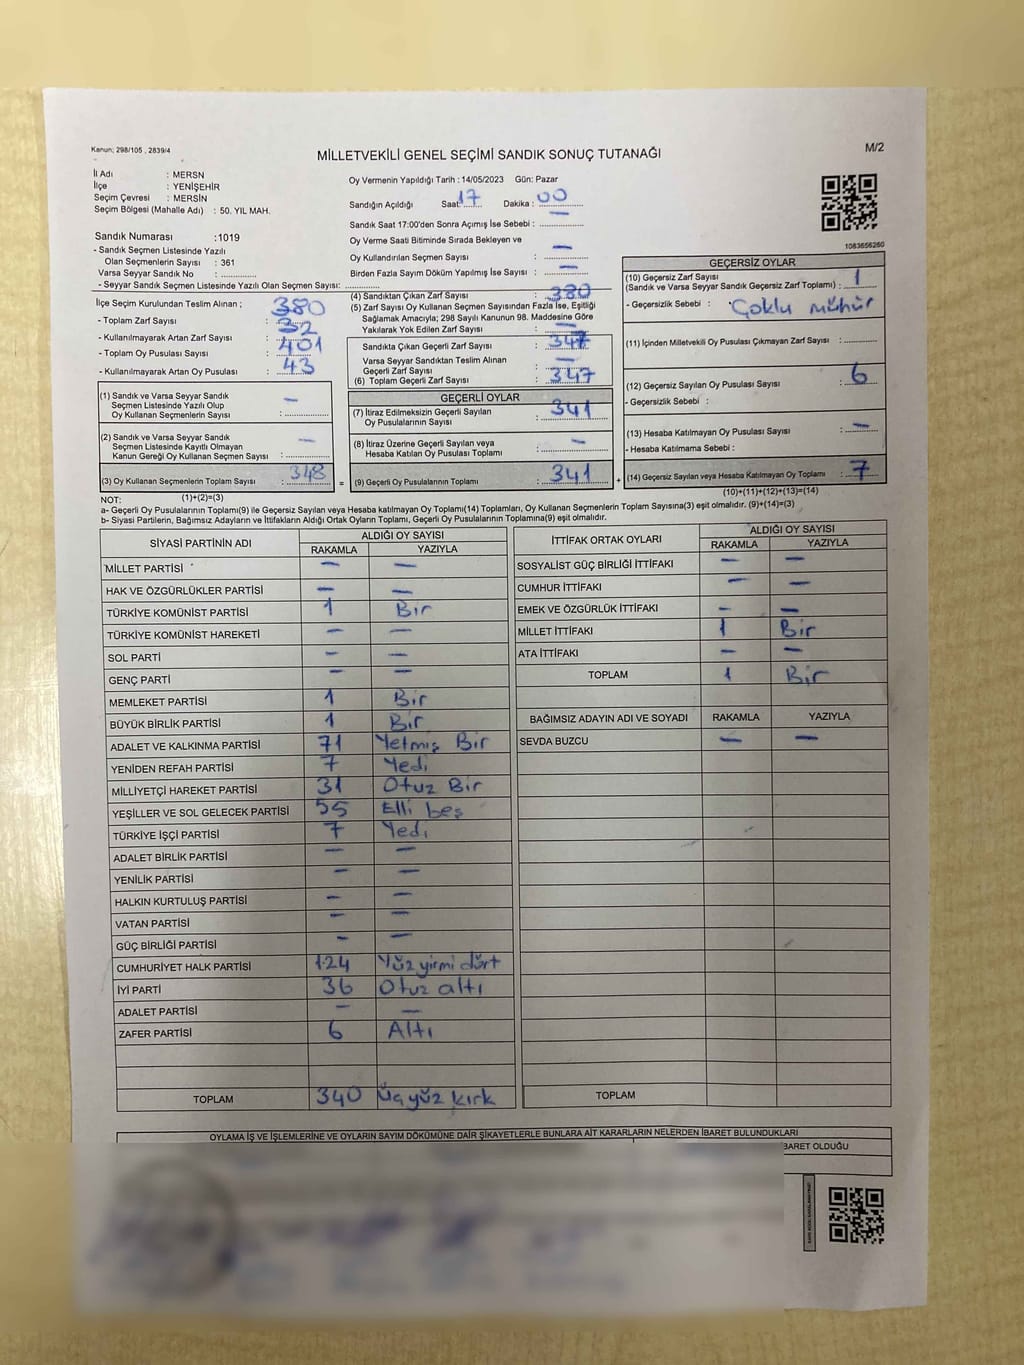 Kanun; 298/105 , 2839/4
MİLLETVEKİLİ GENEL SEÇİMİ SANDIK SONUÇ TUTANAĞI
M/2
İl Adı : MERSN
İlçe : YENİŞEHİR
Seçim Çevresi : MERSİN
Seçim Bölgesi (Mahalle Adı) : 50. YIL MAH.
Sandık Numarası :1019
- Sandık Seçmen Listesinde Yazılı
Olan Seçmenlerin Sayısı : 361
Varsa Seyyar Sandık No :
- Seyyar Sandık Seçmen Listesinde Yazılı Olan Seçmen Sayısı:
Oy Vermenin Yapıldığı Tarih : 14/05/2023 Gün: Pazar
Sandığın Açıldığı Saat: 17 Dakika : 00
Sandık Saat 17:00'den Sonra Açımış İse Sebebi : —
Oy Verme Saati Bitiminde Sırada Bekleyen ve
Oy Kullandırılan Seçmen Sayısı : —
Birden Fazla Sayım Döküm Yapılmış İse Sayısı : —
1083656260
İlçe Seçim Kurulundan Teslim Alınan ;
- Toplam Zarf Sayısı : 380
- Kullanılmayarak Artan Zarf Sayısı : 32
- Toplam Oy Pusulası Sayısı : 401
- Kullanılmayarak Artan Oy Pusulası : 43
(1) Sandık ve Varsa Seyyar Sandık
Seçmen Listesinde Yazılı Olup
Oy Kullanan Seçmenlerin Sayısı : —
(2) Sandık ve Varsa Seyyar Sandık
Seçmen Listesinde Kayıtlı Olmayan
Kanun Gereği Oy Kullanan Seçmen Sayısı : —
(3) Oy Kullanan Seçmenlerin Toplam Sayısı : 348
(4) Sandıktan Çıkan Zarf Sayısı : 380
(5) Zarf Sayısı Oy Kullanan Seçmen Sayısından Fazla İse, Eşitliği
Sağlamak Amacıyla; 298 Sayılı Kanunun 98. Maddesine Göre
Yakılarak Yok Edilen Zarf Sayısı : —
Sandıkta Çıkan Geçerli Zarf Sayısı : 347
Varsa Seyyar Sandıktan Teslim Alınan
Geçerli Zarf Sayısı : —
(6) Toplam Geçerli Zarf Sayısı : 347
GEÇERLİ OYLAR
(7) İtiraz Edilmeksizin Geçerli Sayılan
Oy Pusulalarının Sayısı : 341
(8) İtiraz Üzerine Geçerli Sayılan veya
Hesaba Katılan Oy Pusulası Toplamı : —
= (9) Geçerli Oy Pusulalarının Toplamı : 341
GEÇERSİZ OYLAR
(10) Geçersiz Zarf Sayısı
(Sandık ve Varsa Seyyar Sandık Geçersiz Zarf Toplamı) : 1
- Geçersizlik Sebebi : Çoklu mühür
(11) İçinden Milletvekili Oy Pusulası Çıkmayan Zarf Sayısı :
(12) Geçersiz Sayılan Oy Pusulası Sayısı : 6
- Geçersizlik Sebebi :
(13) Hesaba Katılmayan Oy Pusulası Sayısı : —
- Hesaba Katılmama Sebebi :
+ (14) Geçersiz Sayılan veya Hesaba Katılmayan Oy Toplamı : 7
NOT: (1)+(2)=(3)
(10)+(11)+(12)+(13)=(14)
a- Geçerli Oy Pusulalarının Toplamı(9) ile Geçersiz Sayılan veya Hesaba katılmayan Oy Toplamı(14) Toplamları, Oy Kullanan Seçmenlerin Toplam Sayısına(3) eşit olmalıdır. (9)+(14)=(3)
b- Siyasi Partilerin, Bağımsız Adayların ve İttifakların Aldığı Ortak Oyların Toplamı, Geçerli Oy Pusulalarının Toplamına(9) eşit olmalıdır.
SİYASİ PARTİNİN ADI ALDIĞI OY SAYISI
RAKAMLA YAZIYLA
MİLLET PARTİSİ — —
HAK VE ÖZGÜRLÜKLER PARTİSİ — —
TÜRKİYE KOMÜNİST PARTİSİ 1 Bir
TÜRKİYE KOMÜNİST HAREKETİ — —
SOL PARTİ — —
GENÇ PARTİ — —
MEMLEKET PARTİSİ 1 Bir
BÜYÜK BİRLİK PARTİSİ 1 Bir
ADALET VE KALKINMA PARTİSİ 71 Yetmiş Bir
YENİDEN REFAH PARTİSİ 7 Yedi
MİLLİYETÇİ HAREKET PARTİSİ 31 Otuz Bir
YEŞİLLER VE SOL GELECEK PARTİSİ 55 Elli beş
TÜRKİYE İŞÇİ PARTİSİ 7 Yedi
ADALET BİRLİK PARTİSİ — —
YENİLİK PARTİSİ — —
HALKIN KURTULUŞ PARTİSİ — —
VATAN PARTİSİ — —
GÜÇ BİRLİĞİ PARTİSİ — —
CUMHURİYET HALK PARTİSİ 124 Yüz yirmi dört
İYİ PARTİ 36 Otuz altı
ADALET PARTİSİ — —
ZAFER PARTİSİ 6 Altı
TOPLAM 340 Üç yüz kırk
İTTİFAK ORTAK OYLARI ALDIĞI OY SAYISI
RAKAMLA YAZIYLA
SOSYALİST GÜÇ BİRLİĞİ İTTİFAKI — —
CUMHUR İTTİFAKI — —
EMEK VE ÖZGÜRLÜK İTTİFAKI — —
MİLLET İTTİFAKI 1 Bir
ATA İTTİFAKI — —
TOPLAM 1 Bir
BAĞIMSIZ ADAYIN ADI VE SOYADI RAKAMLA YAZIYLA
SEVDA BUZCU — —
TOPLAM
OYLAMA İŞ VE İŞLEMLERİNE VE OYLARIN SAYIM DÖKÜMÜNE DAİR ŞİKAYETLERLE BUNLARA AİT KARARLARIN NELERDEN İBARET BULUNDUKLARI
BARET OLDUĞU